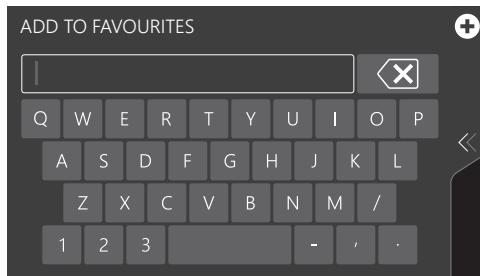 ADD TO FAVOURITES
Q W E R T Y U I O P
A S D F G H J K L
Z X C V B N M /
1 2 3 - ' .